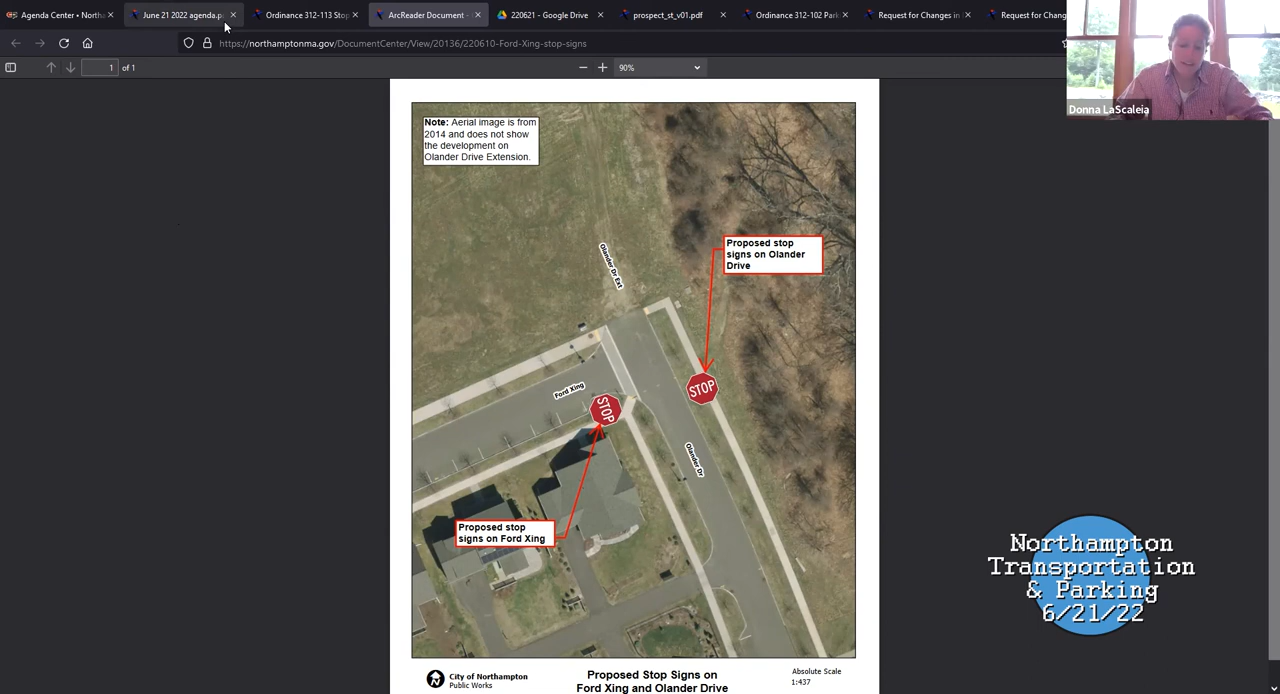 Agenda Center • North
June 21 2022 agenda.p
Ordinance 312-113 Stop
ArcReader Document -
220621 - Google Drive
prospect_st_v01.pdf
Ordinance 312-102 Park
Request for Changes in
Request for Chang
https://northamptonma.gov/DocumentCenter/View/20136/220610-Ford-Xing-stop-signs
1 of 1
90%
Donna LaScaleia
Note: Aerial image is from
2014 and does not show
the development on
Olander Drive Extension.
Olander Dr Ext
Proposed stop
signs on Olander
Drive
STOP
Ford Xing
STOP
Olander Dr
Proposed stop
signs on Ford Xing
Northampton
Transportation
& Parking
6/21/22
City of Northampton
Public Works
Proposed Stop Signs on
Ford Xing and Olander Drive
Absolute Scale
1:437